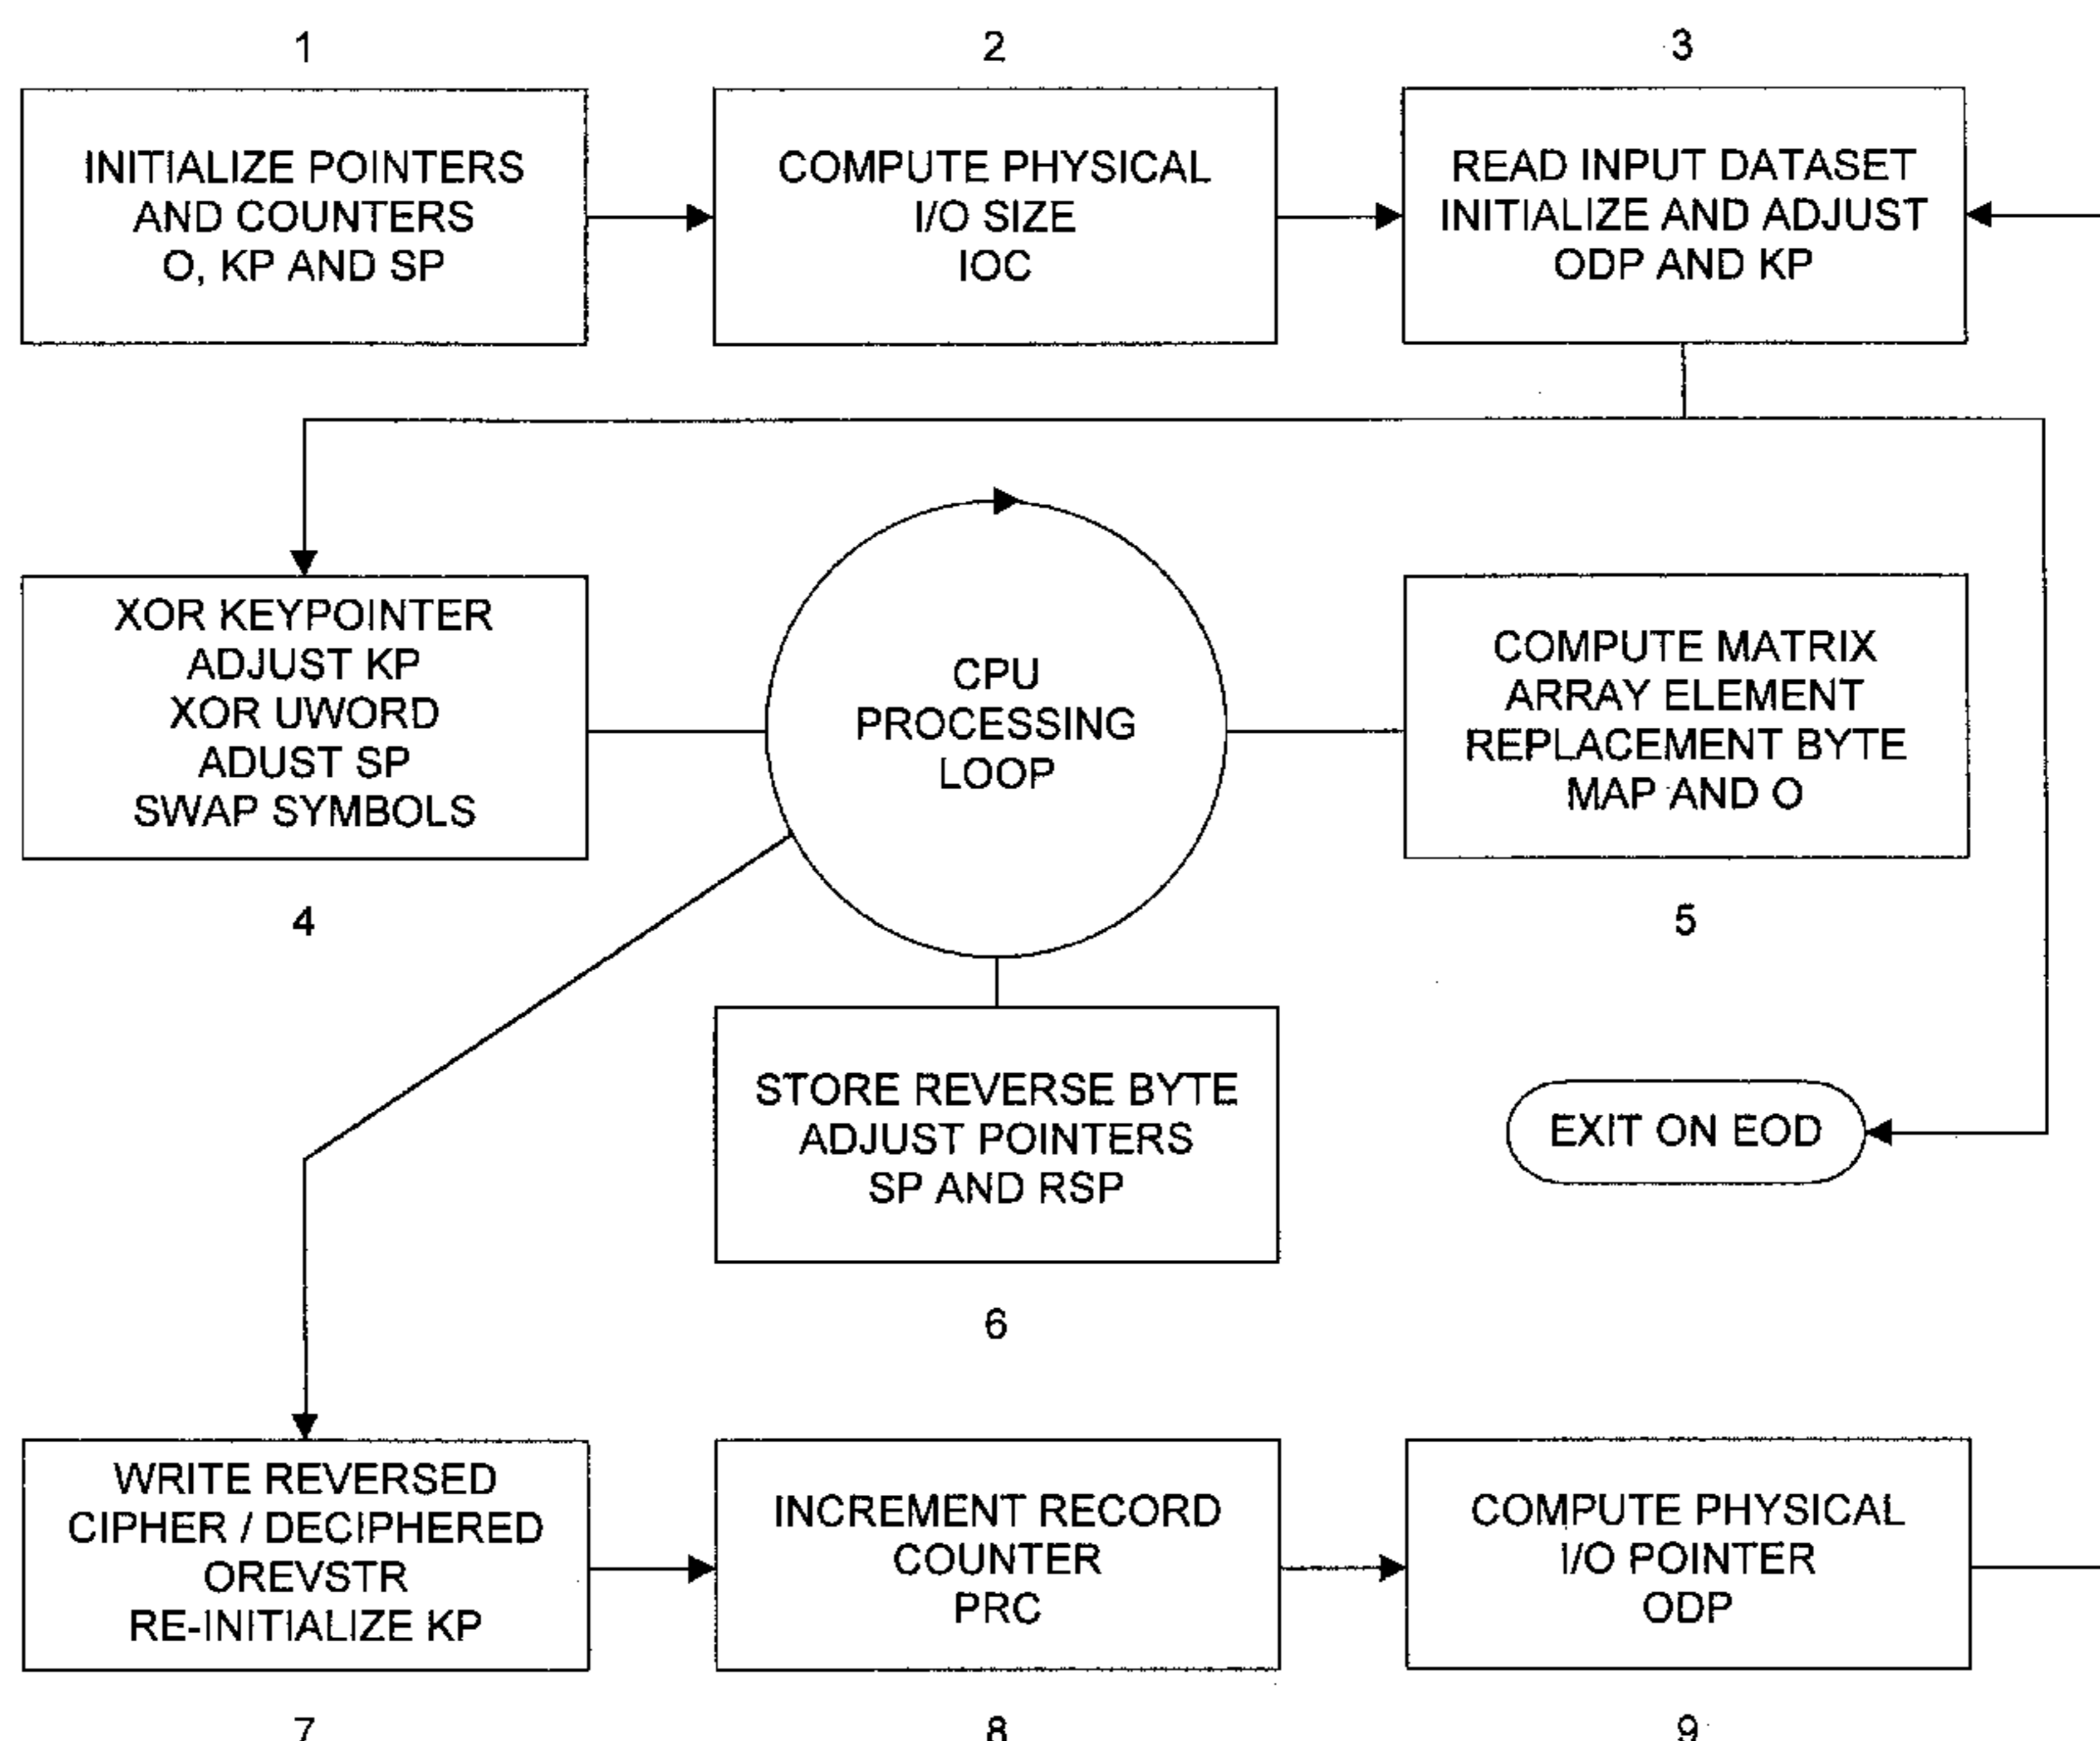 1
INITIALIZE POINTERS
AND COUNTERS
O, KP AND SP
2
COMPUTE PHYSICAL
I/O SIZE
IOC
3
READ INPUT DATASET
INITIALIZE AND ADJUST
ODP AND KP
XOR KEYPOINTER
ADJUST KP
XOR UWORD
ADUST SP
SWAP SYMBOLS
4
CPU
PROCESSING
LOOP
COMPUTE MATRIX
ARRAY ELEMENT
REPLACEMENT BYTE
MAP AND O
5
STORE REVERSE BYTE
ADJUST POINTERS
SP AND RSP
6
EXIT ON EOD
WRITE REVERSED
CIPHER / DECIPHERED
OREVSTR
RE-INITIALIZE KP
7
INCREMENT RECORD
COUNTER
PRC
8
COMPUTE PHYSICAL
I/O POINTER
ODP
9